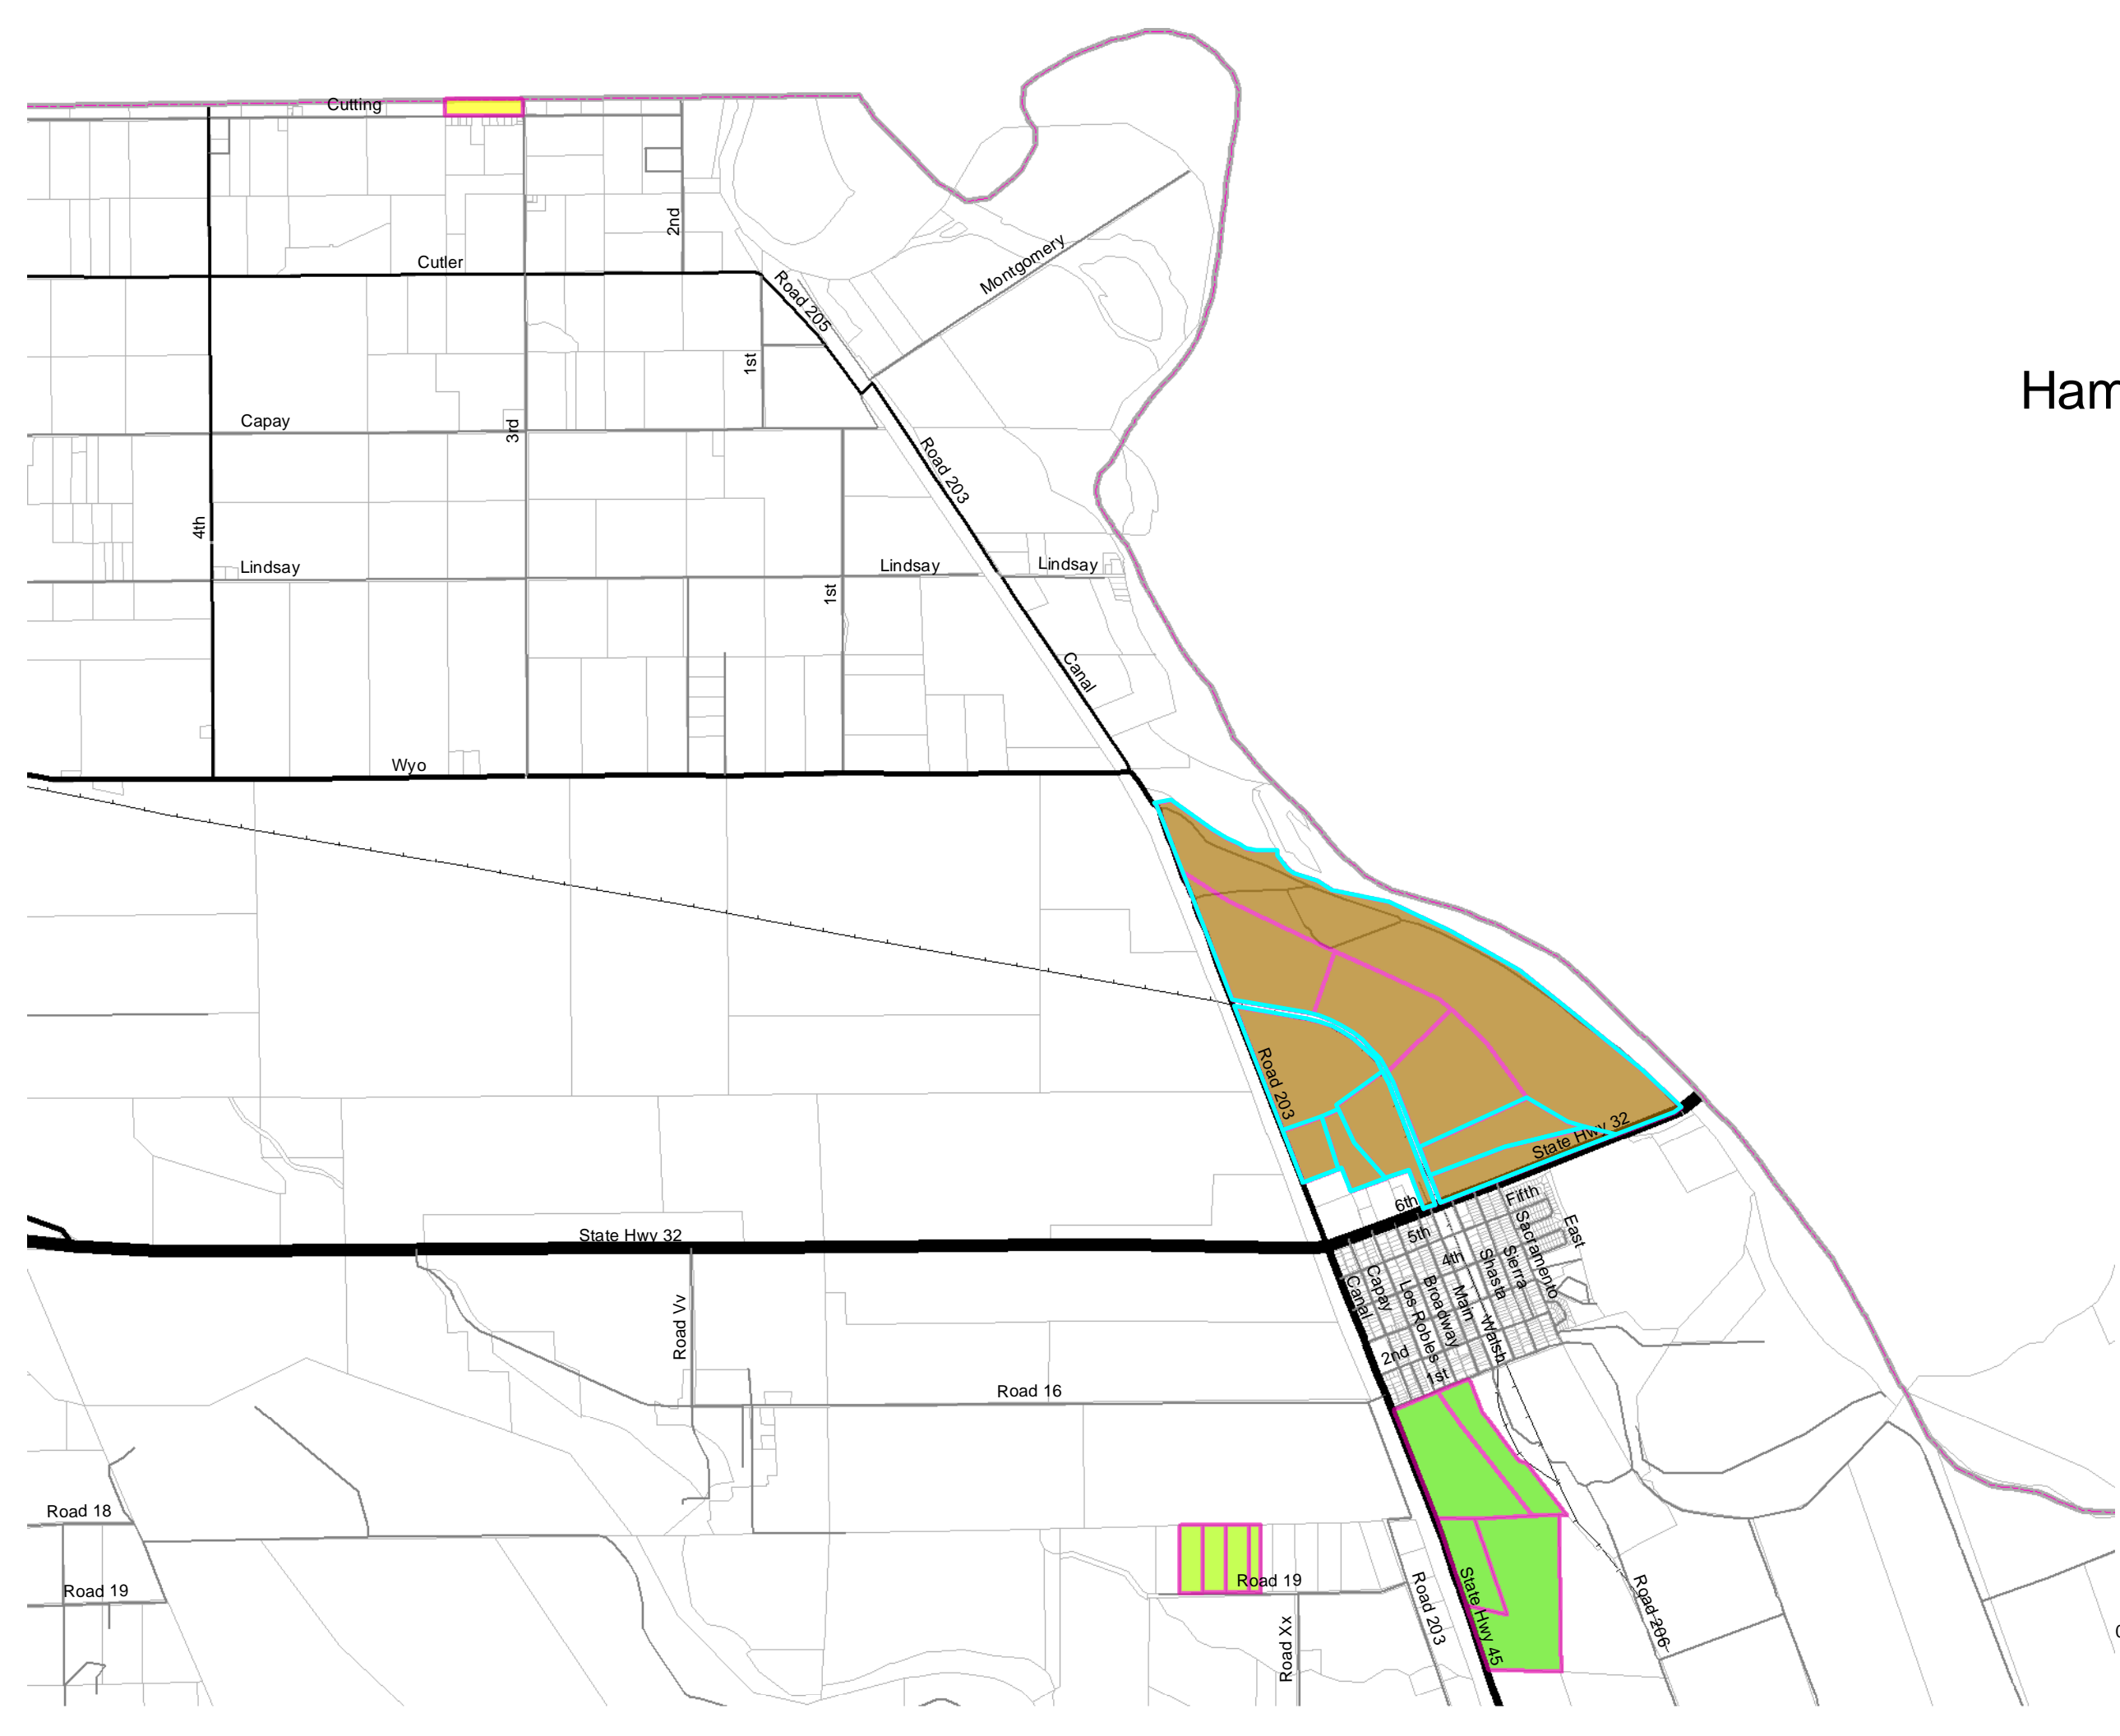 Cutting
2nd
Cutler
Montgomery
Road 205
1st
Ham
Capay
3rd
Road 203
4th
Lindsay
Lindsay
Lindsay
1st
Canal
Wyo
Road 203
State Hwy 32
6th
Fifth
East
State Hwy 32
5th
Sacramento
4th
Sierra
Shasta
Capay
Canal
Los Robles
Broadway
Main
Walsh
Road Vv
2nd
1st
Road 16
Road 18
Road 19
Road 19
State Hwy 45
Road 203
Road 206
Road Xx